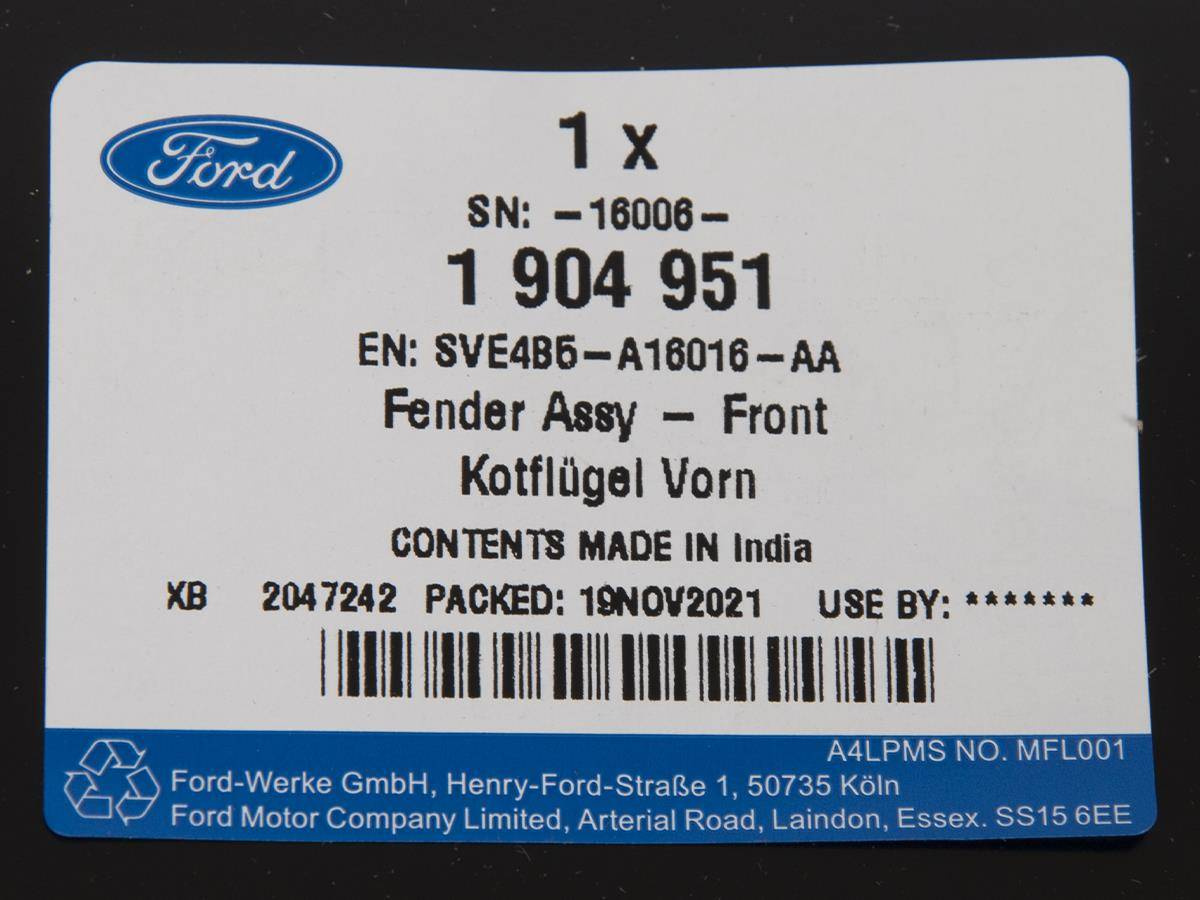 Ford
1 x
SN: -16006-
1 904 951
EN: SVE4B5-A16016-AA
Fender Assy - Front
Kotflügel Vorn
CONTENTS MADE IN India
XB 2047242 PACKED: 19NOV2021 USE BY: *******
A4LPMS NO. MFL001
Ford-Werke GmbH, Henry-Ford-Straße 1, 50735 Köln
Ford Motor Company Limited, Arterial Road, Laindon, Essex. SS15 6EE